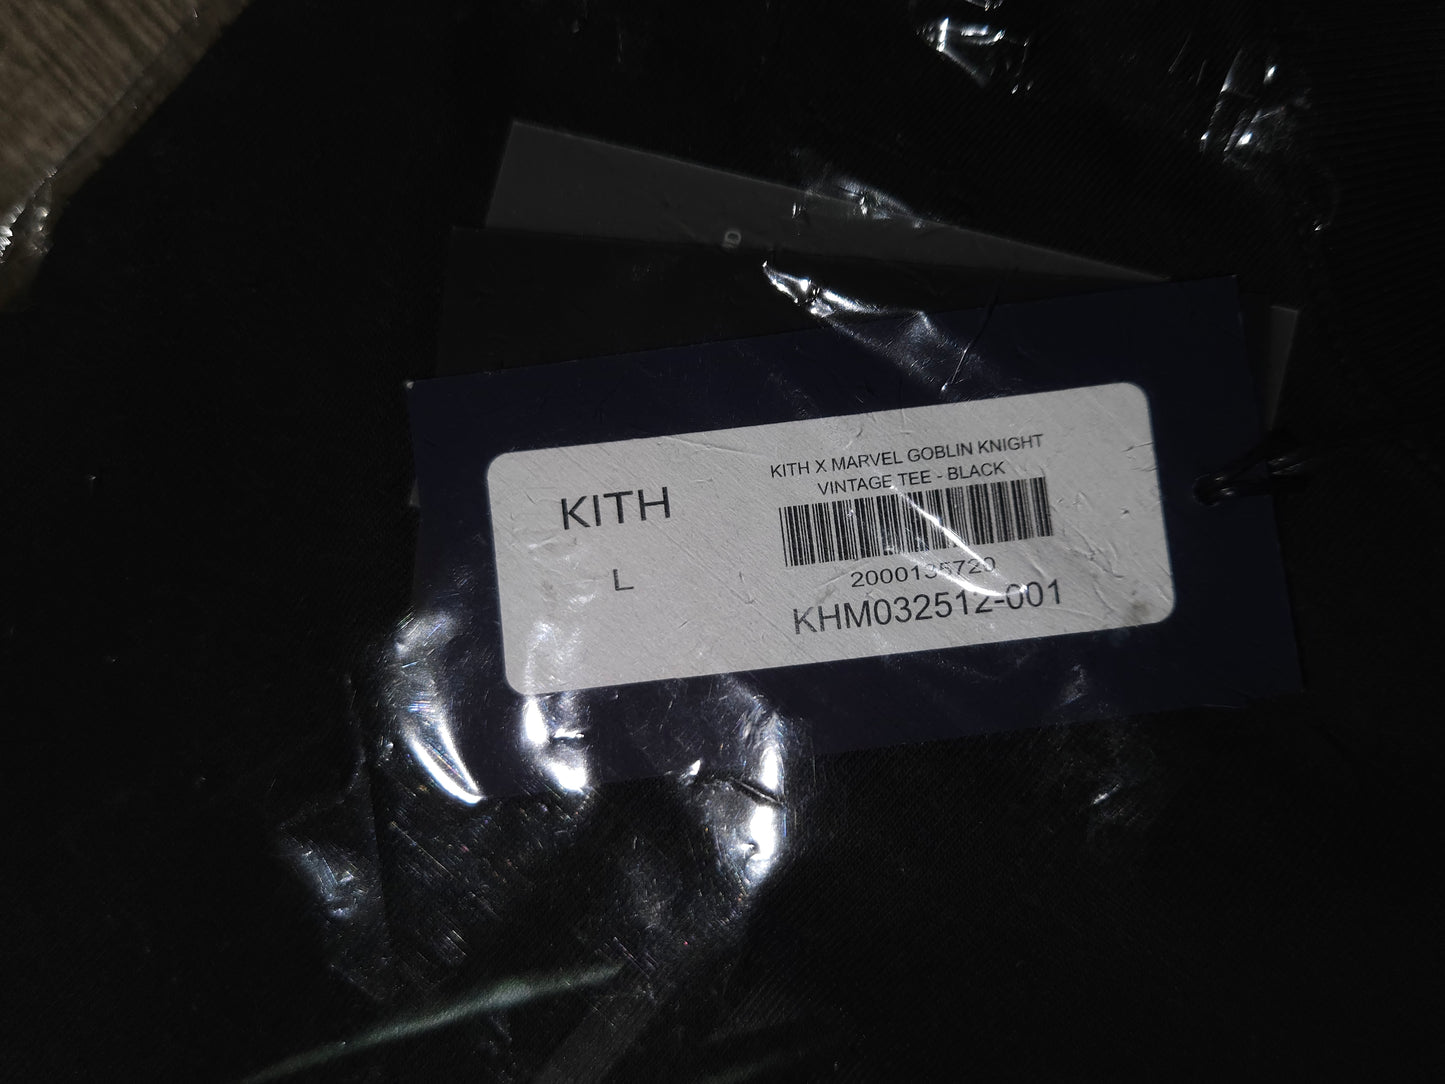 KITH
L
KITH X MARVEL GOBLIN KNIGHT
VINTAGE TEE - BLACK
2000135720
KHM032512-001